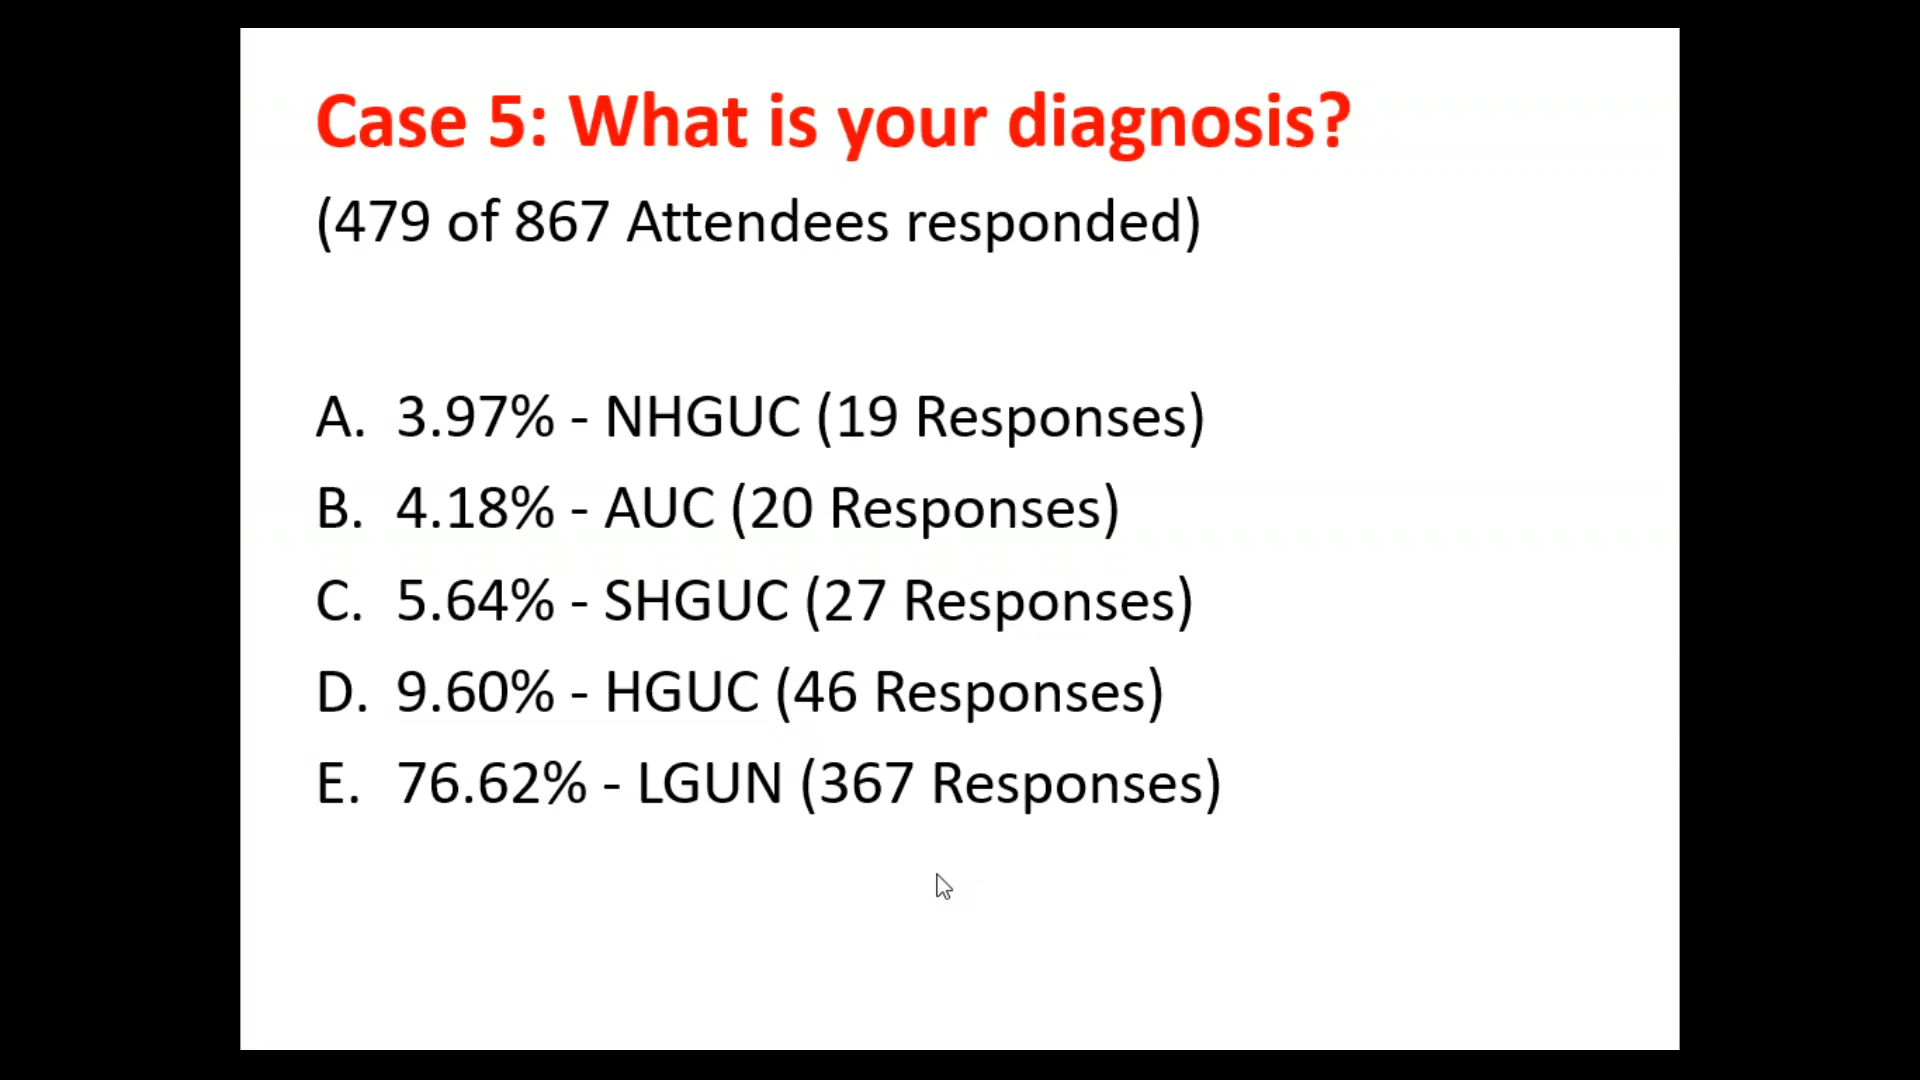 Case 5: What is your diagnosis?
(479 of 867 Attendees responded)
A. 3.97% - NHGUC (19 Responses)
B. 4.18% - AUC (20 Responses)
C. 5.64% - SHGUC (27 Responses)
D. 9.60% - HGUC (46 Responses)
E. 76.62% - LGUN (367 Responses)